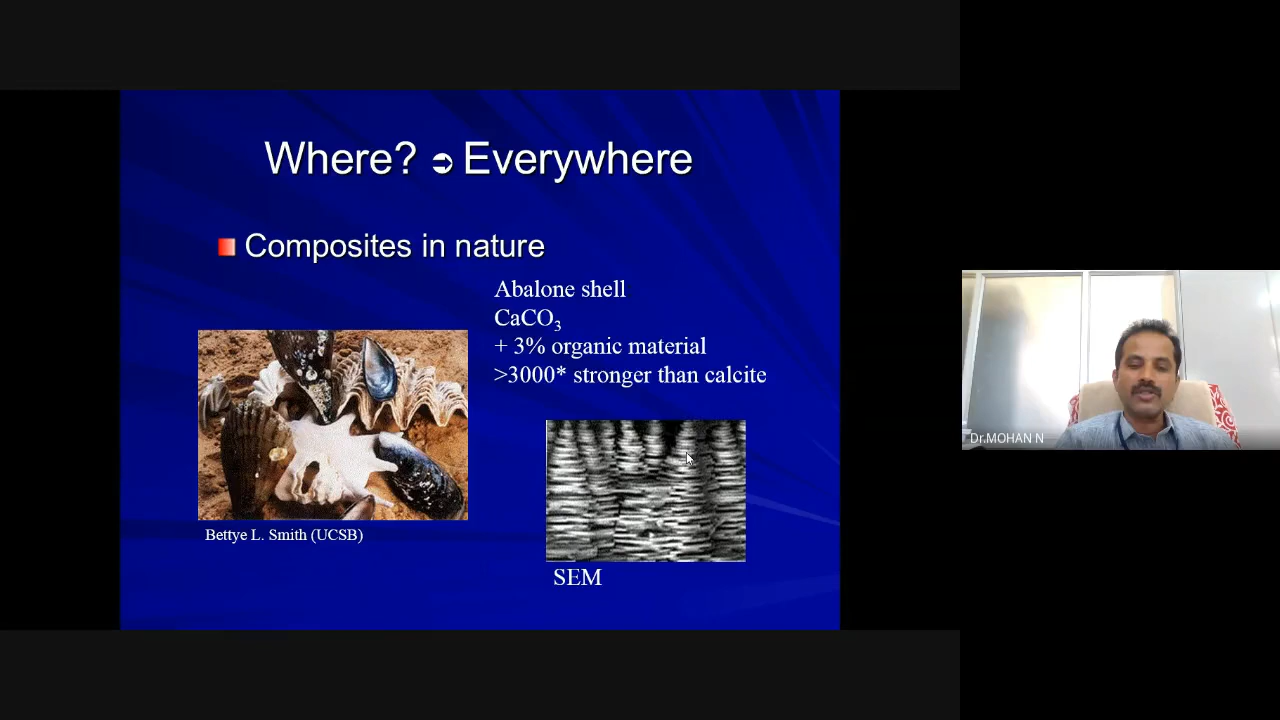 Where? ➲ Everywhere
Composites in nature
Abalone shell
CaCO₃
+ 3% organic material
>3000* stronger than calcite
Bettye L. Smith (UCSB)
SEM
Dr.MOHAN N